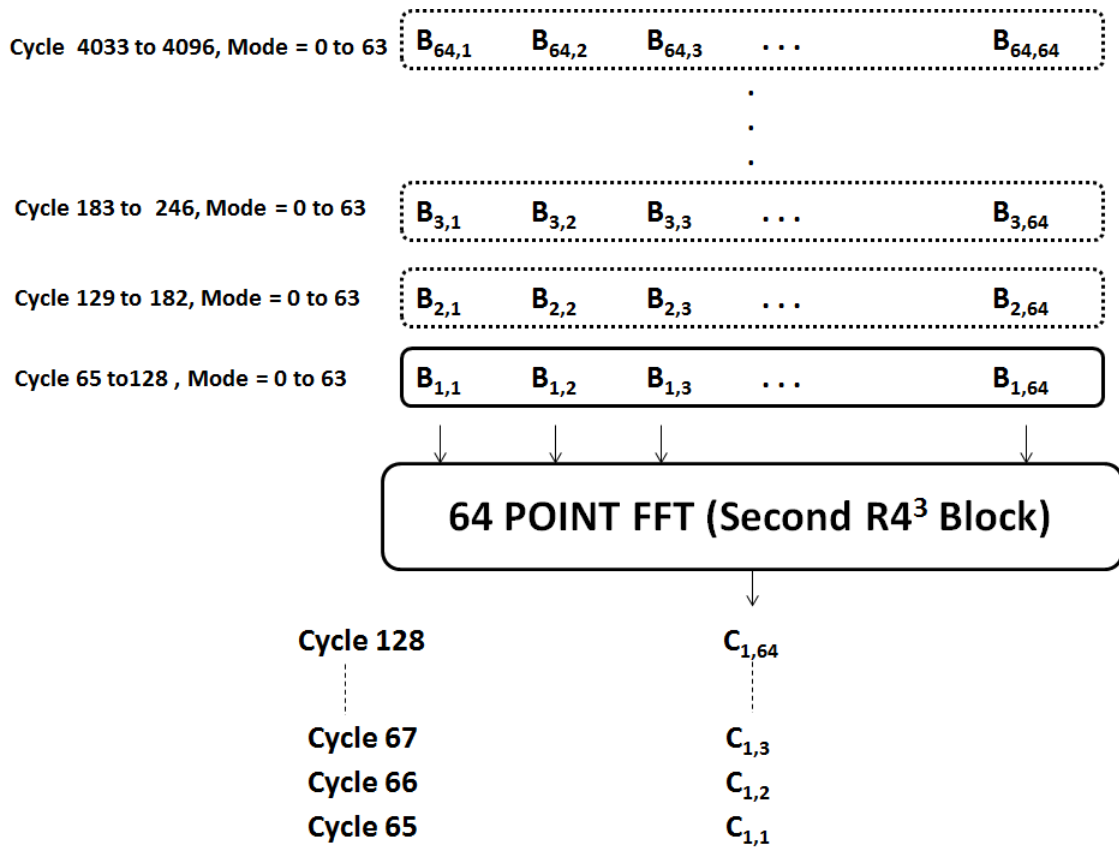 Cycle 4033 to 4096, Mode = 0 to 63 B64,1 B64,2 B64,3 . . . B64,64
.
.
.
Cycle 183 to 246, Mode = 0 to 63 B3,1 B3,2 B3,3 . . . B3,64
Cycle 129 to 182, Mode = 0 to 63 B2,1 B2,2 B2,3 . . . B2,64
Cycle 65 to128 , Mode = 0 to 63 B1,1 B1,2 B1,3 . . . B1,64
64 POINT FFT (Second R4³ Block)
Cycle 128 C1,64
Cycle 67 C1,3
Cycle 66 C1,2
Cycle 65 C1,1